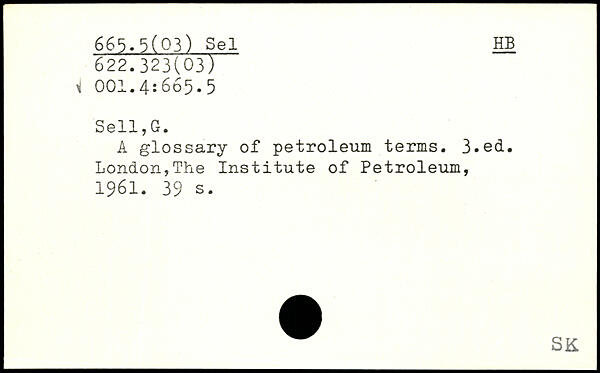 665.5(03) Sel HB
622.323(03)
√ 001.4:665.5
Sell,G.
A glossary of petroleum terms. 3.ed.
London,The Institute of Petroleum,
1961. 39 s.
SK